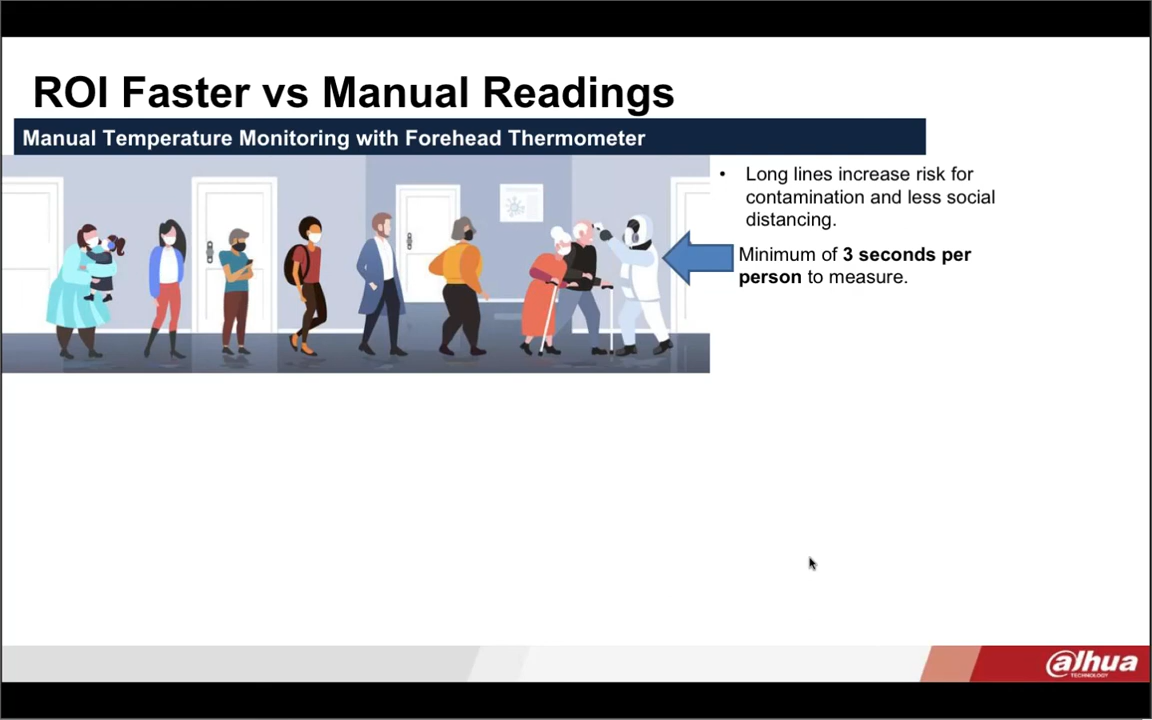 ROI Faster vs Manual Readings
Manual Temperature Monitoring with Forehead Thermometer
• Long lines increase risk for
contamination and less social
distancing.
Minimum of 3 seconds per
person to measure.
alhua
TECHNOLOGY